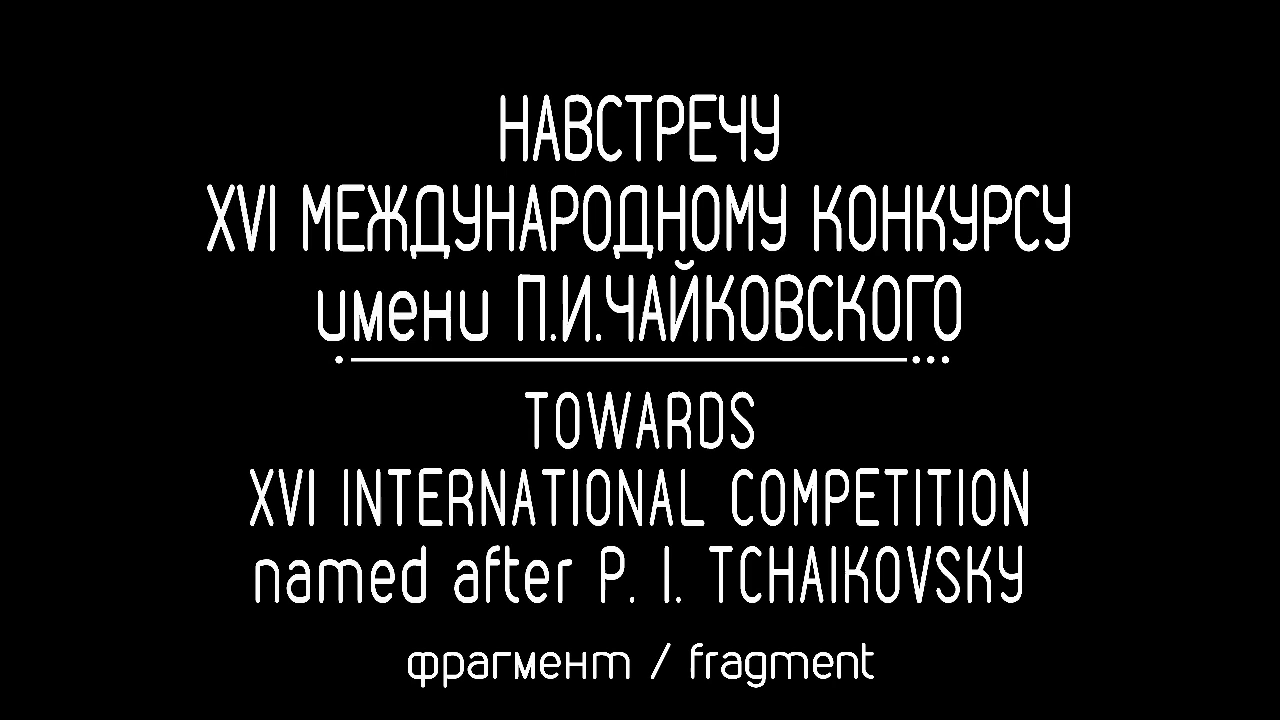 НАВСТРЕЧУ
XVI МЕЖДУНАРОДНОМУ КОНКУРСУ
имени П.И.ЧАЙКОВСКОГО
TOWARDS
XVI INTERNATIONAL COMPETITION
named after P. I. TCHAIKOVSKY
фрагмент / fragment